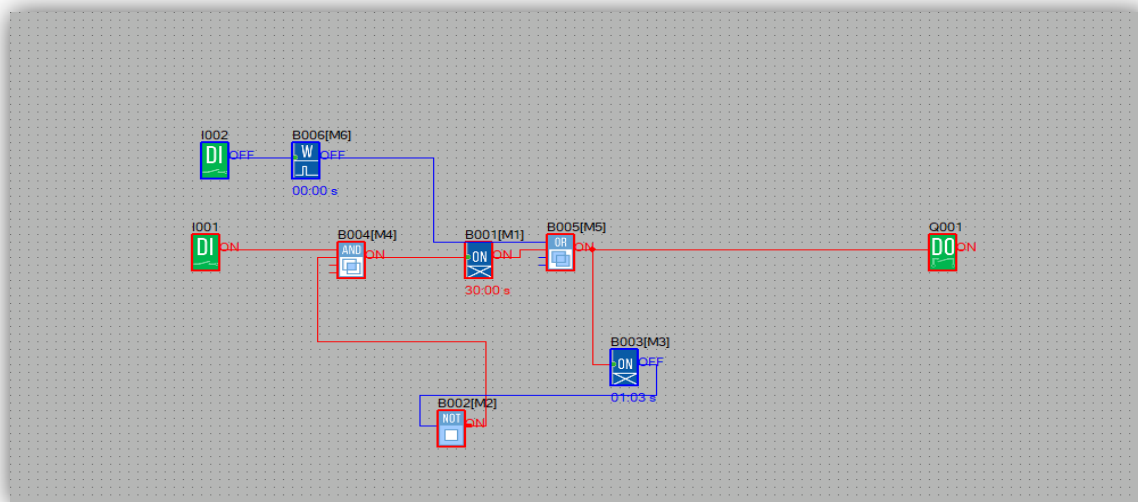 I002
DI
OFF
B006[M6]
W
OFF
00:00 s
I001
DI
ON
B004[M4]
AND
ON
B001[M1]
ON
ON
30:00 s
B005[M5]
OR
ON
Q001
DO
ON
B003[M3]
ON
OFF
01:03 s
B002[M2]
NOT
ON